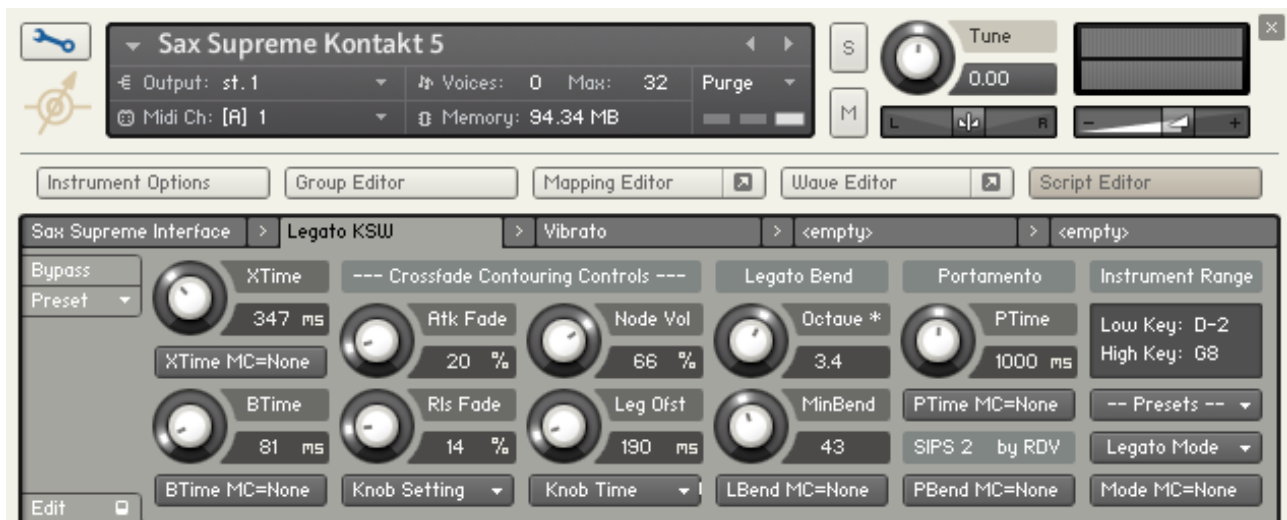 Sax Supreme Kontakt 5
Output: st. 1
Voices: 0 Max: 32
Purge
Midi Ch: [A] 1
Memory: 94.34 MB
S
M
Tune
0.00
L R
- +
Instrument Options
Group Editor
Mapping Editor
Wave Editor
Script Editor
Sax Supreme Interface > Legato KSW > Vibrato > <empty> > <empty>
Bypass
Preset
XTime
--- Crossfade Contouring Controls ---
Legato Bend
Portamento
Instrument Range
347 ms
Atk Fade
20 %
Node Vol
66 %
Octave *
3.4
PTime
1000 ms
Low Key: D-2
High Key: G8
XTime MC=None
BTime
81 ms
Rls Fade
14 %
Leg Ofst
190 ms
MinBend
43
PTime MC=None
SIPS 2 by RDV
-- Presets --
Legato Mode
BTime MC=None
Knob Setting
Knob Time
LBend MC=None
PBend MC=None
Mode MC=None
Edit